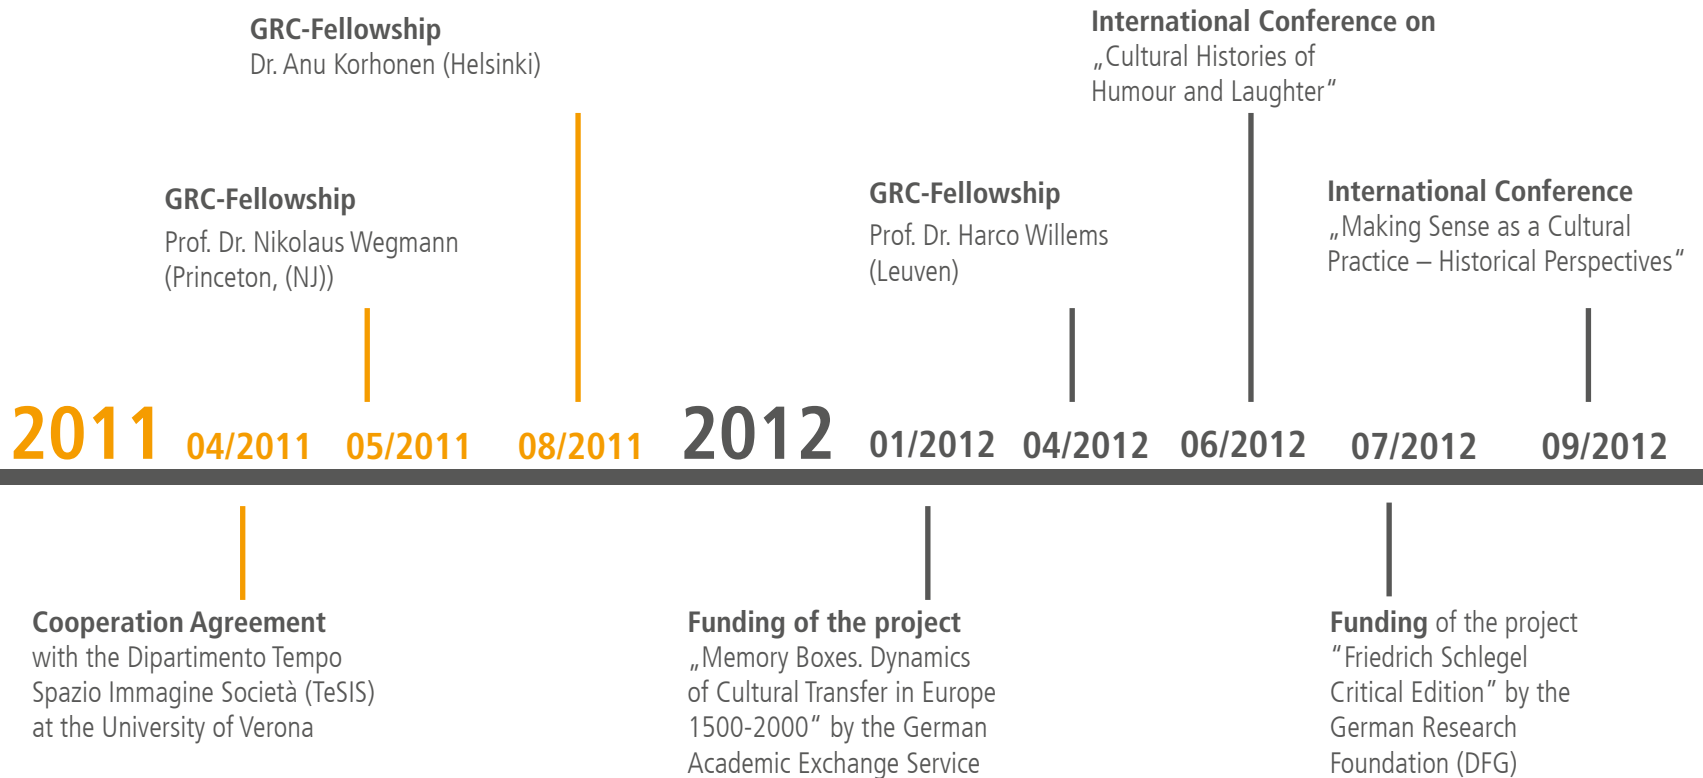 GRC-Fellowship
Dr. Anu Korhonen (Helsinki)
International Conference on
„Cultural Histories of
Humour and Laughter“
GRC-Fellowship
Prof. Dr. Nikolaus Wegmann
(Princeton, (NJ))
GRC-Fellowship
Prof. Dr. Harco Willems
(Leuven)
International Conference
„Making Sense as a Cultural
Practice – Historical Perspectives“
2011 04/2011 05/2011 08/2011 2012 01/2012 04/2012 06/2012 07/2012 09/2012
Cooperation Agreement
with the Dipartimento Tempo
Spazio Immagine Società (TeSIS)
at the University of Verona
Funding of the project
„Memory Boxes. Dynamics
of Cultural Transfer in Europe
1500-2000“ by the German
Academic Exchange Service
Funding of the project
“Friedrich Schlegel
Critical Edition” by the
German Research
Foundation (DFG)